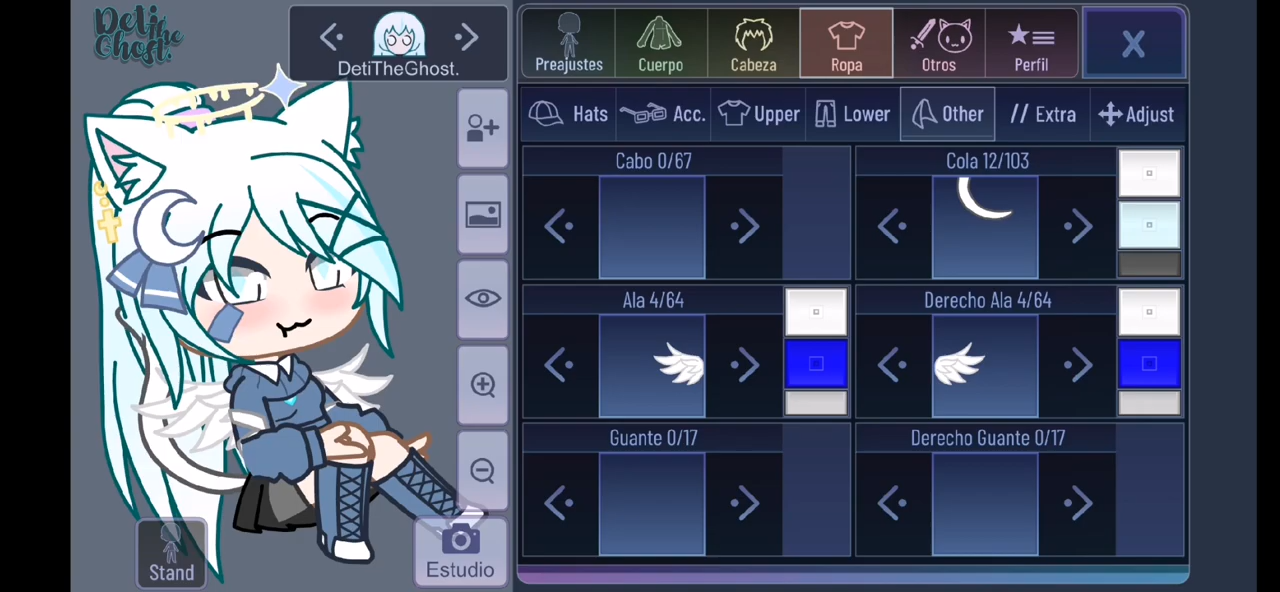 Deti
The
Ghost.
DetiTheGhost.
Preajustes
Cuerpo
Cabeza
Ropa
Otros
Perfil
X
Hats
Acc.
Upper
Lower
Other
Extra
Adjust
Cabo 0/67
Cola 12/103
Ala 4/64
Derecho Ala 4/64
Guante 0/17
Derecho Guante 0/17
Stand
Estudio